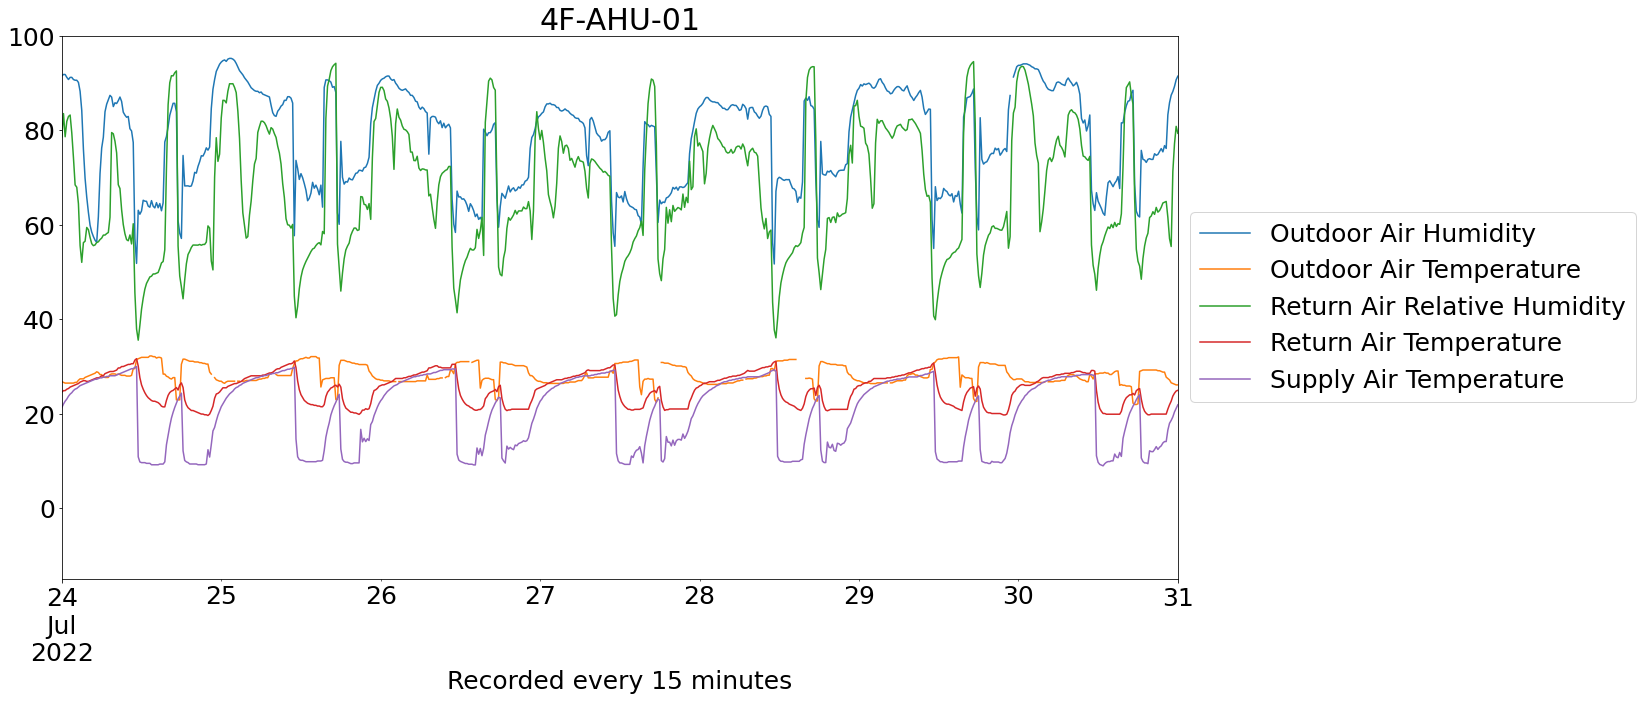 4F-AHU-01
100
80
60
40
20
0
24 25 26 27 28 29 30 31
Jul
2022
Recorded every 15 minutes
Outdoor Air Humidity
Outdoor Air Temperature
Return Air Relative Humidity
Return Air Temperature
Supply Air Temperature